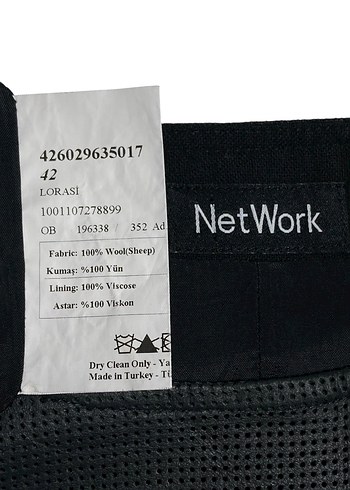 426029635017
42
LORASİ
1001107278899
OB 196338 / 352 Ad
Fabric: 100% Wool(Sheep)
Kumaş: %100 Yün
Lining: 100% Viscose
Astar: %100 Viskon
Dry Clean Only - Ya
Made in Turkey - Tü
NetWork